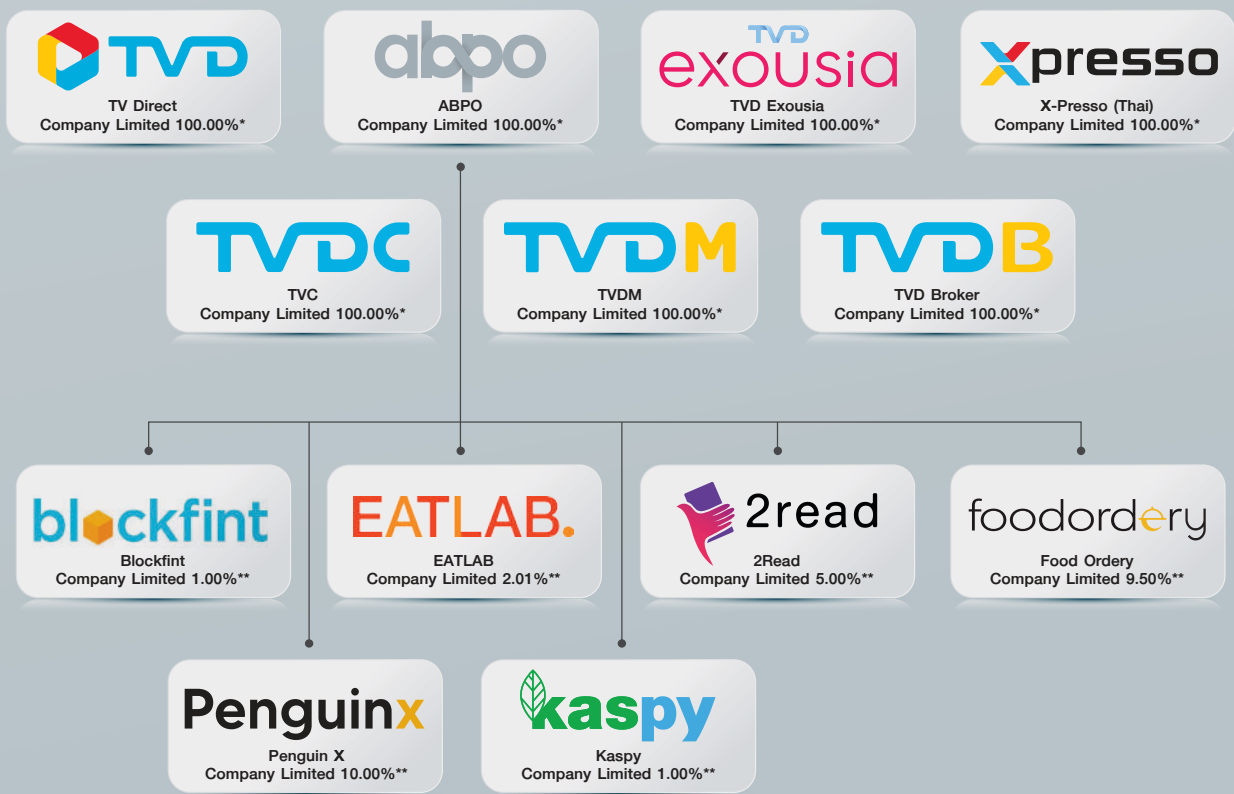 TVD
TV Direct
Company Limited 100.00%*
abpo
ABPO
Company Limited 100.00%*
TVD
exousia
TVD Exousia
Company Limited 100.00%*
Xpresso
X-Presso (Thai)
Company Limited 100.00%*
TVDC
TVC
Company Limited 100.00%*
TVDM
TVDM
Company Limited 100.00%*
TVDB
TVD Broker
Company Limited 100.00%*
blockfint
Blockfint
Company Limited 1.00%**
EATLAB.
EATLAB
Company Limited 2.01%**
2read
2Read
Company Limited 5.00%**
foodordery
Food Ordery
Company Limited 9.50%**
Penguinx
Penguin X
Company Limited 10.00%**
kaspy
Kaspy
Company Limited 1.00%**